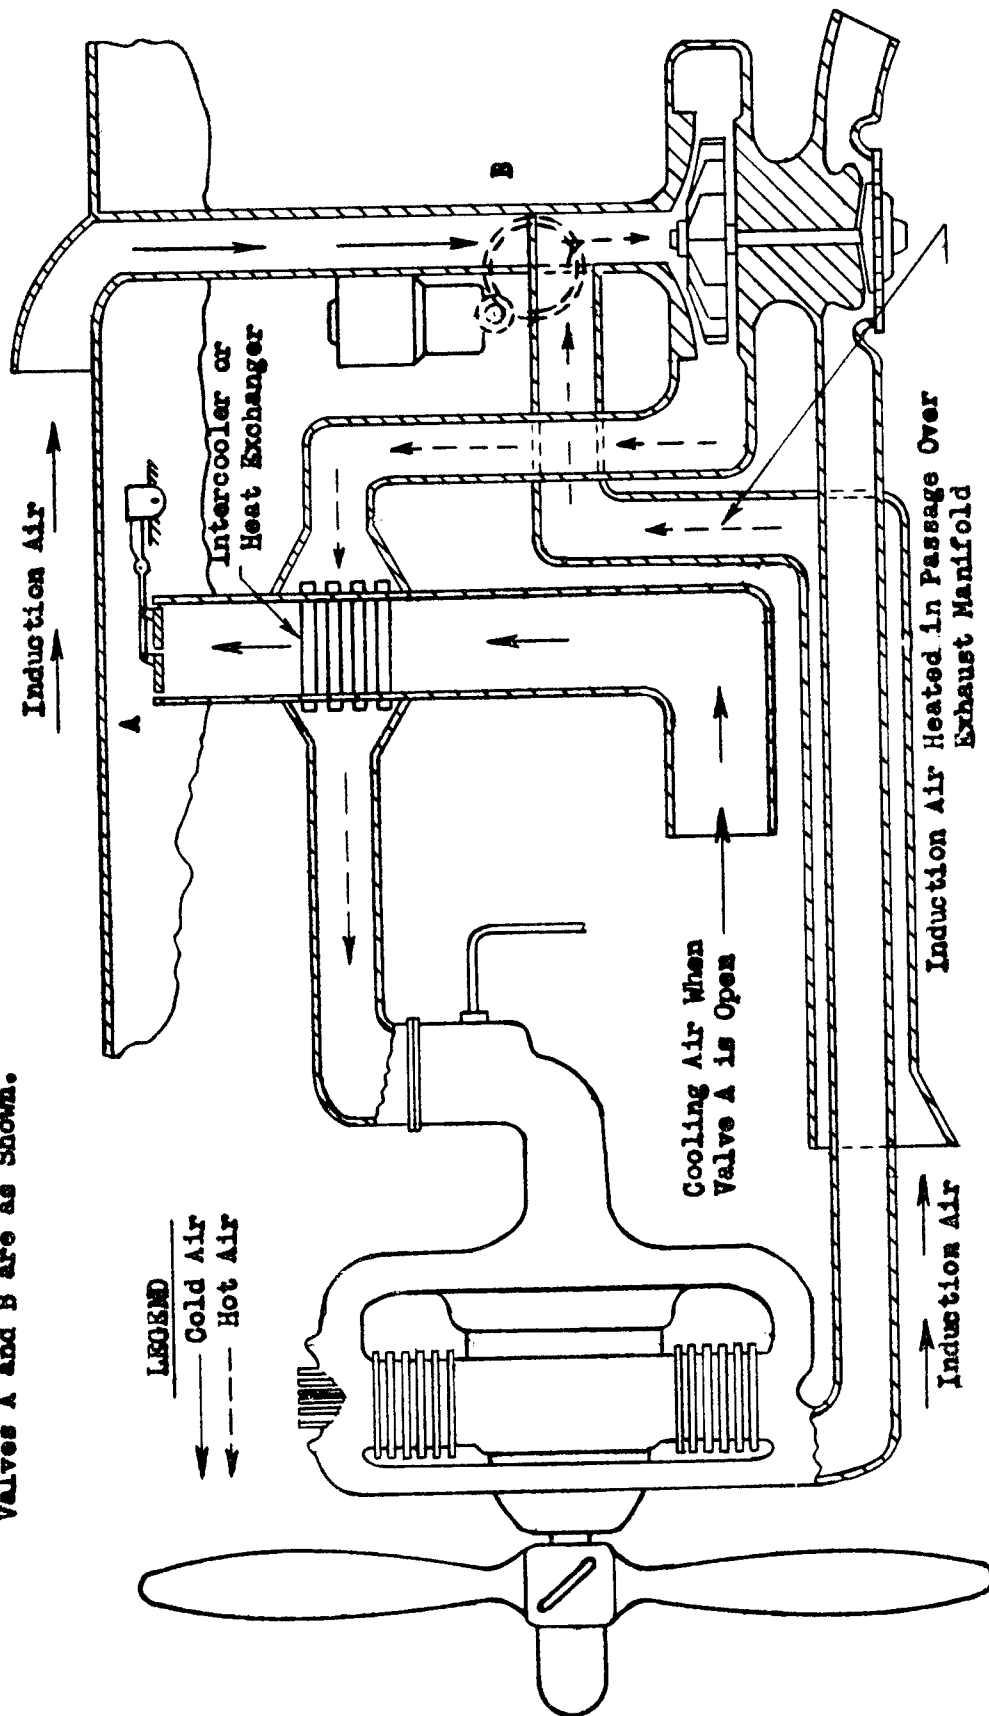 Valves A and B are as Shown.
LEGEND
Cold Air
Hot Air
Induction Air
A
Intercooler or
Heat Exchanger
B
Cooling Air When
Valve A is Open
Induction Air
Induction Air Heated in Passage Over
Exhaust Manifold